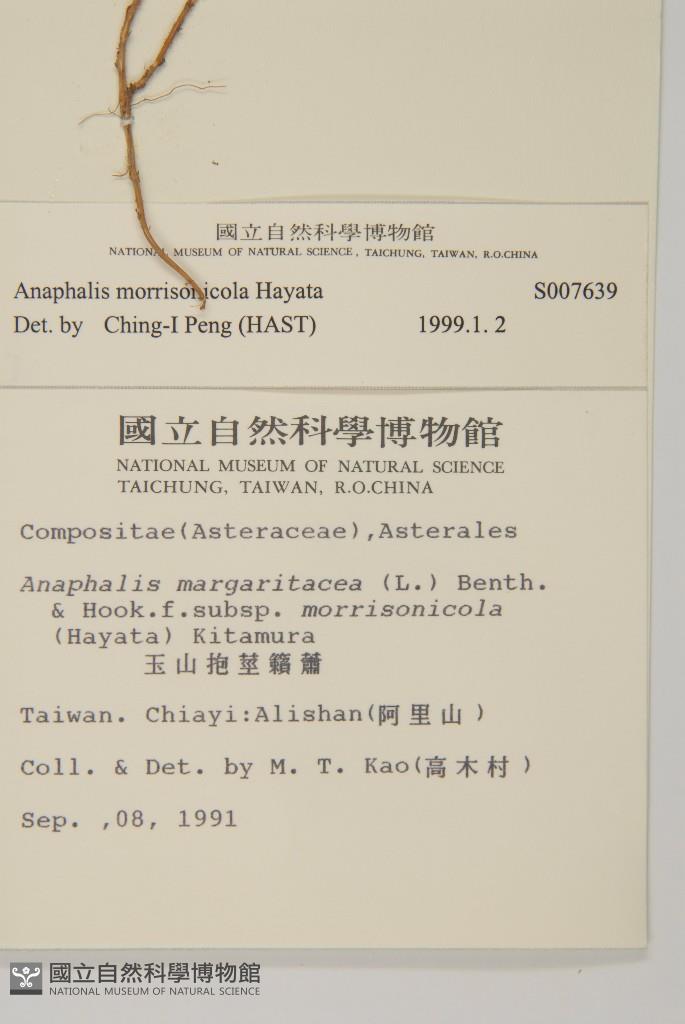 國立自然科學博物館
NATIONAL MUSEUM OF NATURAL SCIENCE, TAICHUNG, TAIWAN, R.O.CHINA
Anaphalis morrisonicola Hayata S007639
Det. by Ching-I Peng (HAST) 1999.1. 2
國立自然科學博物館
NATIONAL MUSEUM OF NATURAL SCIENCE
TAICHUNG, TAIWAN, R.O.CHINA
Compositae(Asteraceae),Asterales
Anaphalis margaritacea (L.) Benth.
& Hook.f.subsp. morrisonicola
(Hayata) Kitamura
玉山抱莖籟蕭
Taiwan. Chiayi:Alishan(阿里山)
Coll. & Det. by M. T. Kao(高木村)
Sep. ,08, 1991
國立自然科學博物館
NATIONAL MUSEUM OF NATURAL SCIENCE